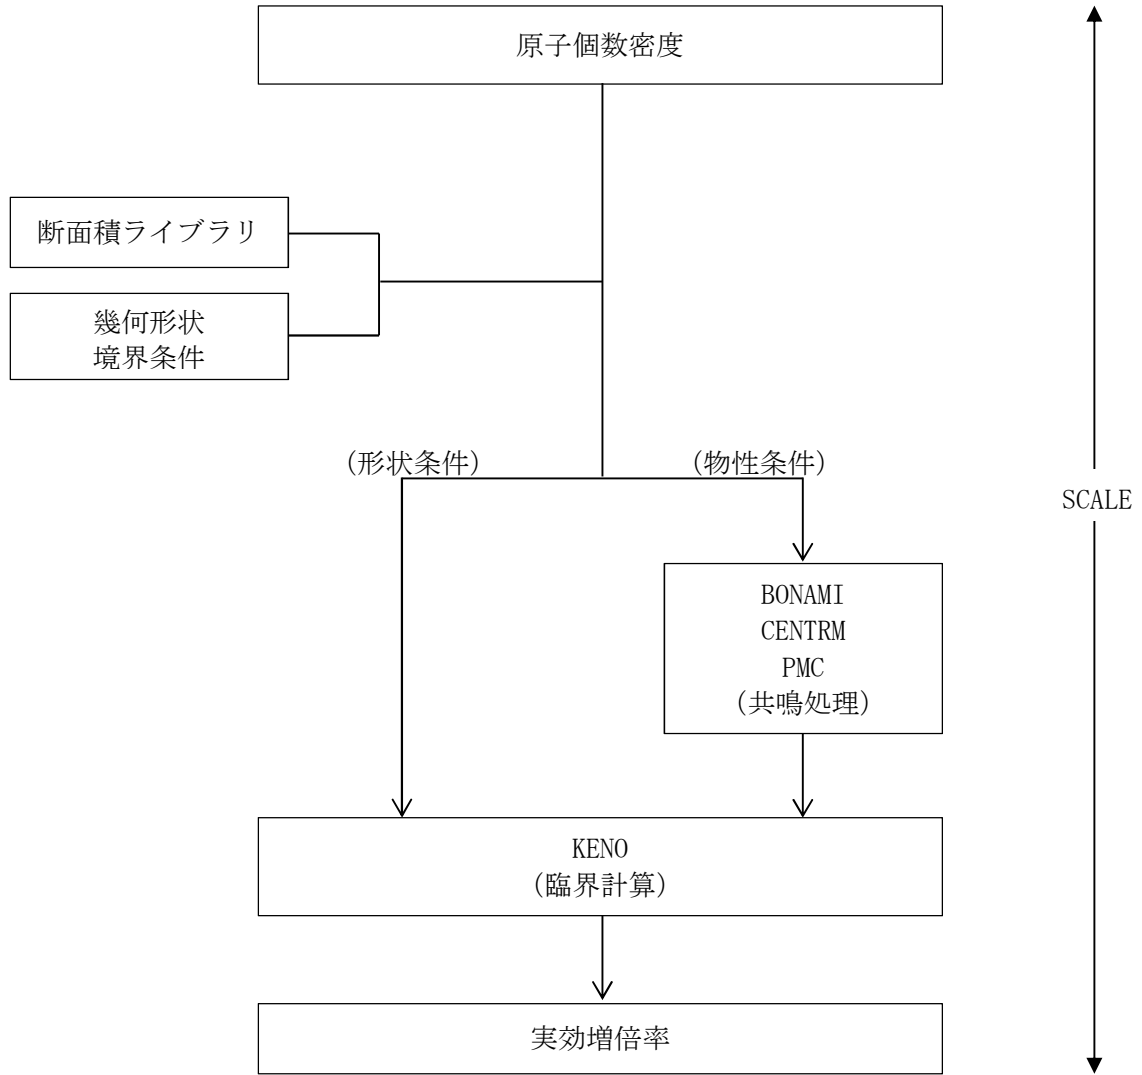 原子個数密度
断面積ライブラリ
幾何形状
境界条件
(形状条件)
(物性条件)
SCALE
BONAMI
CENTRM
PMC
(共鳴処理)
KENO
(臨界計算)
実効増倍率